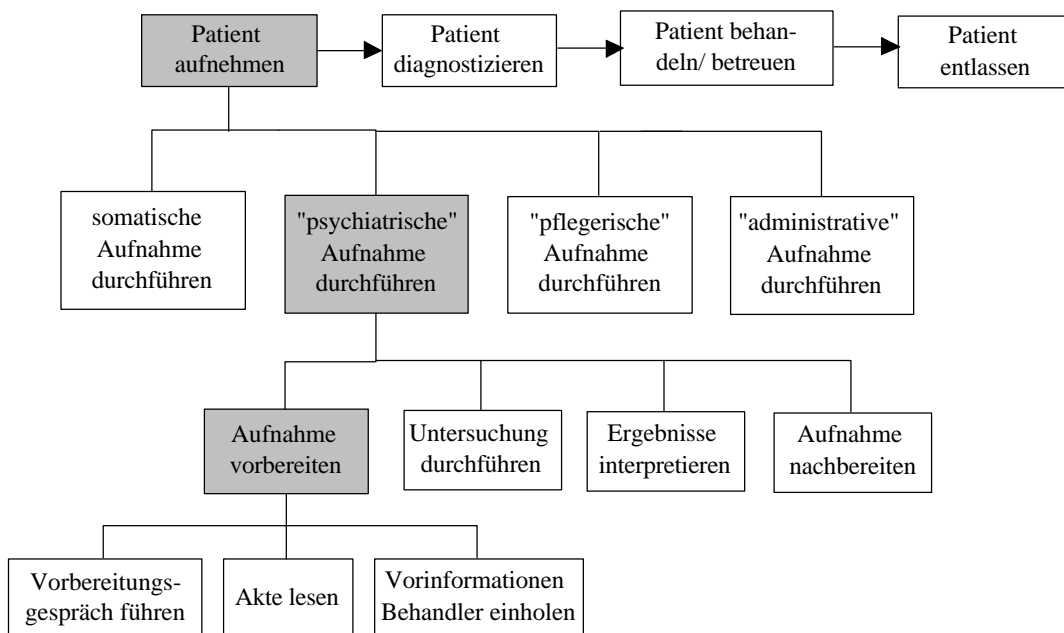 Patient
aufnehmen
Patient
diagnostizieren
Patient behan-
deln/ betreuen
Patient
entlassen
somatische
Aufnahme
durchführen
"psychiatrische"
Aufnahme
durchführen
"pflegerische"
Aufnahme
durchführen
"administrative"
Aufnahme
durchführen
Aufnahme
vorbereiten
Untersuchung
durchführen
Ergebnisse
interpretieren
Aufnahme
nachbereiten
Vorbereitungs-
gespräch führen
Akte lesen
Vorinformationen
Behandler einholen